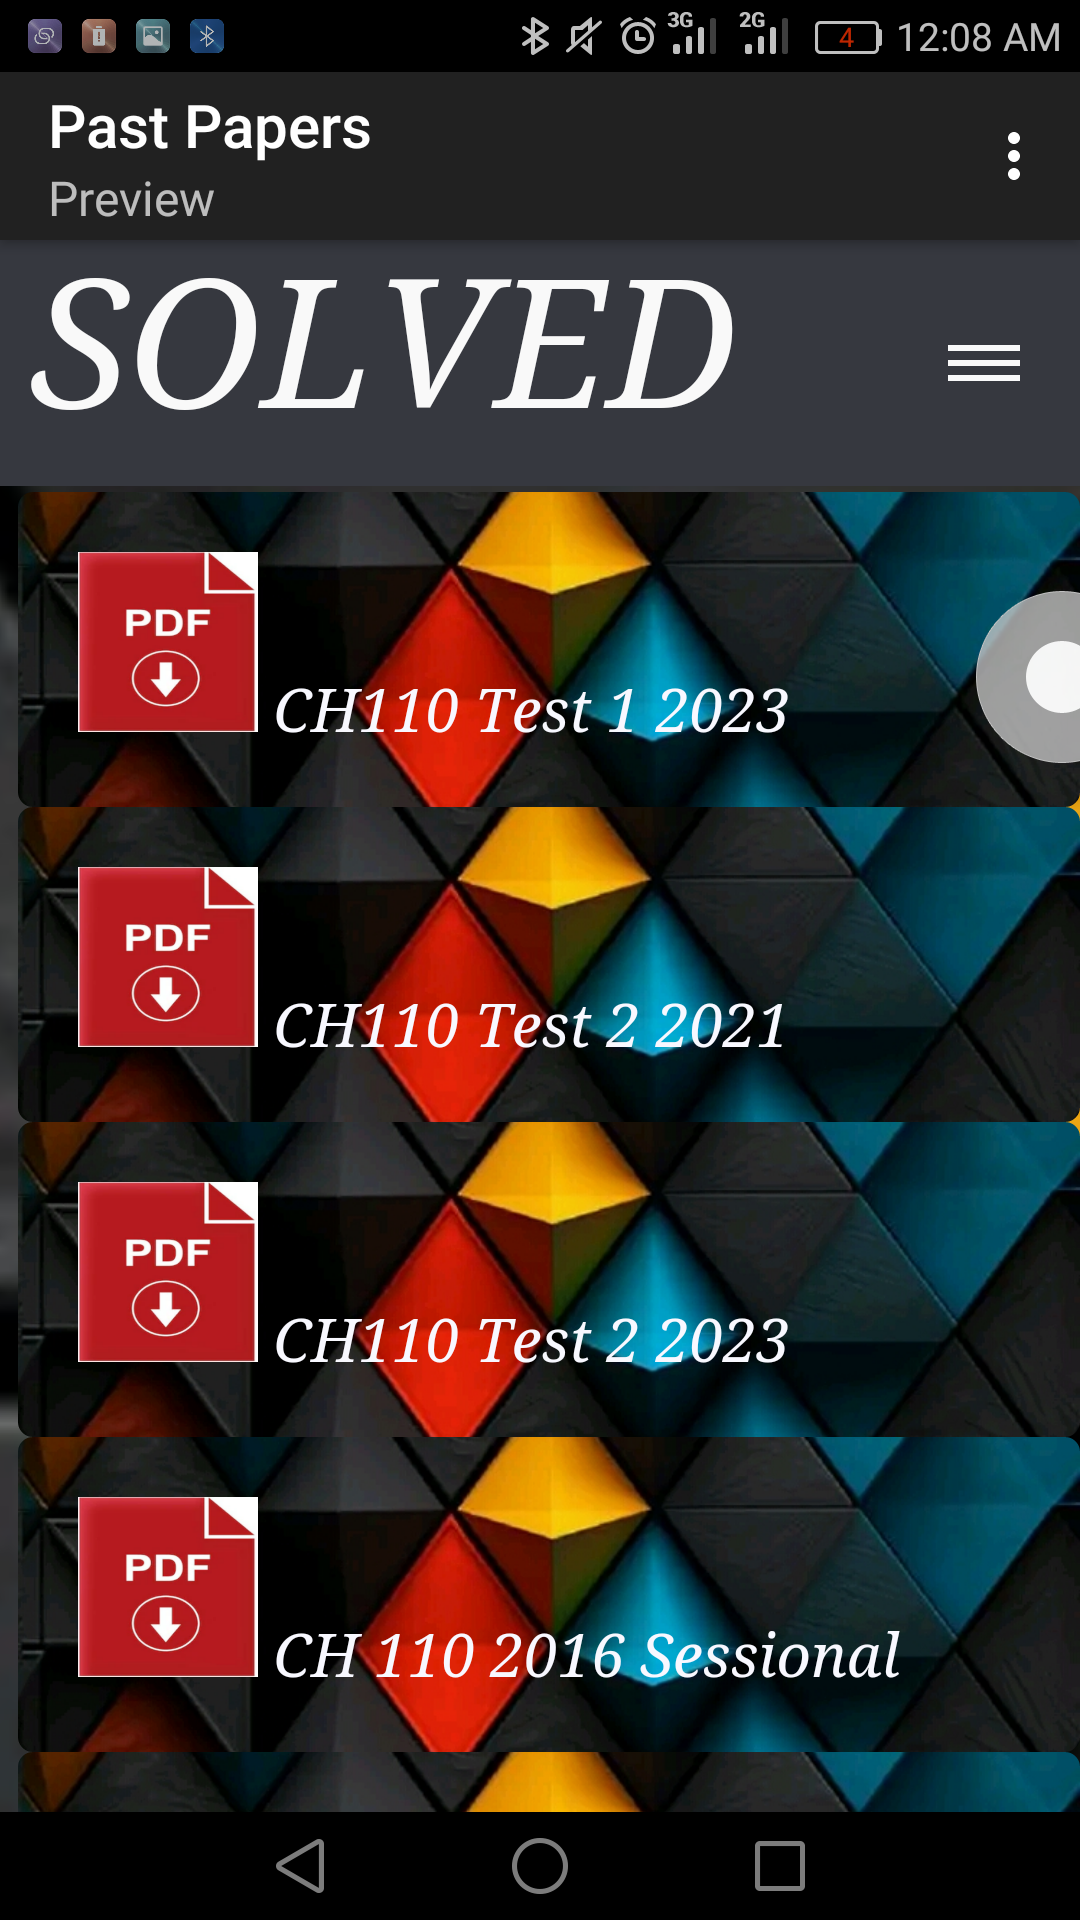 3G 2G 4 12:08 AM
Past Papers
Preview
SOLVED
PDF
CH110 Test 1 2023
PDF
CH110 Test 2 2021
PDF
CH110 Test 2 2023
PDF
CH 110 2016 Sessional